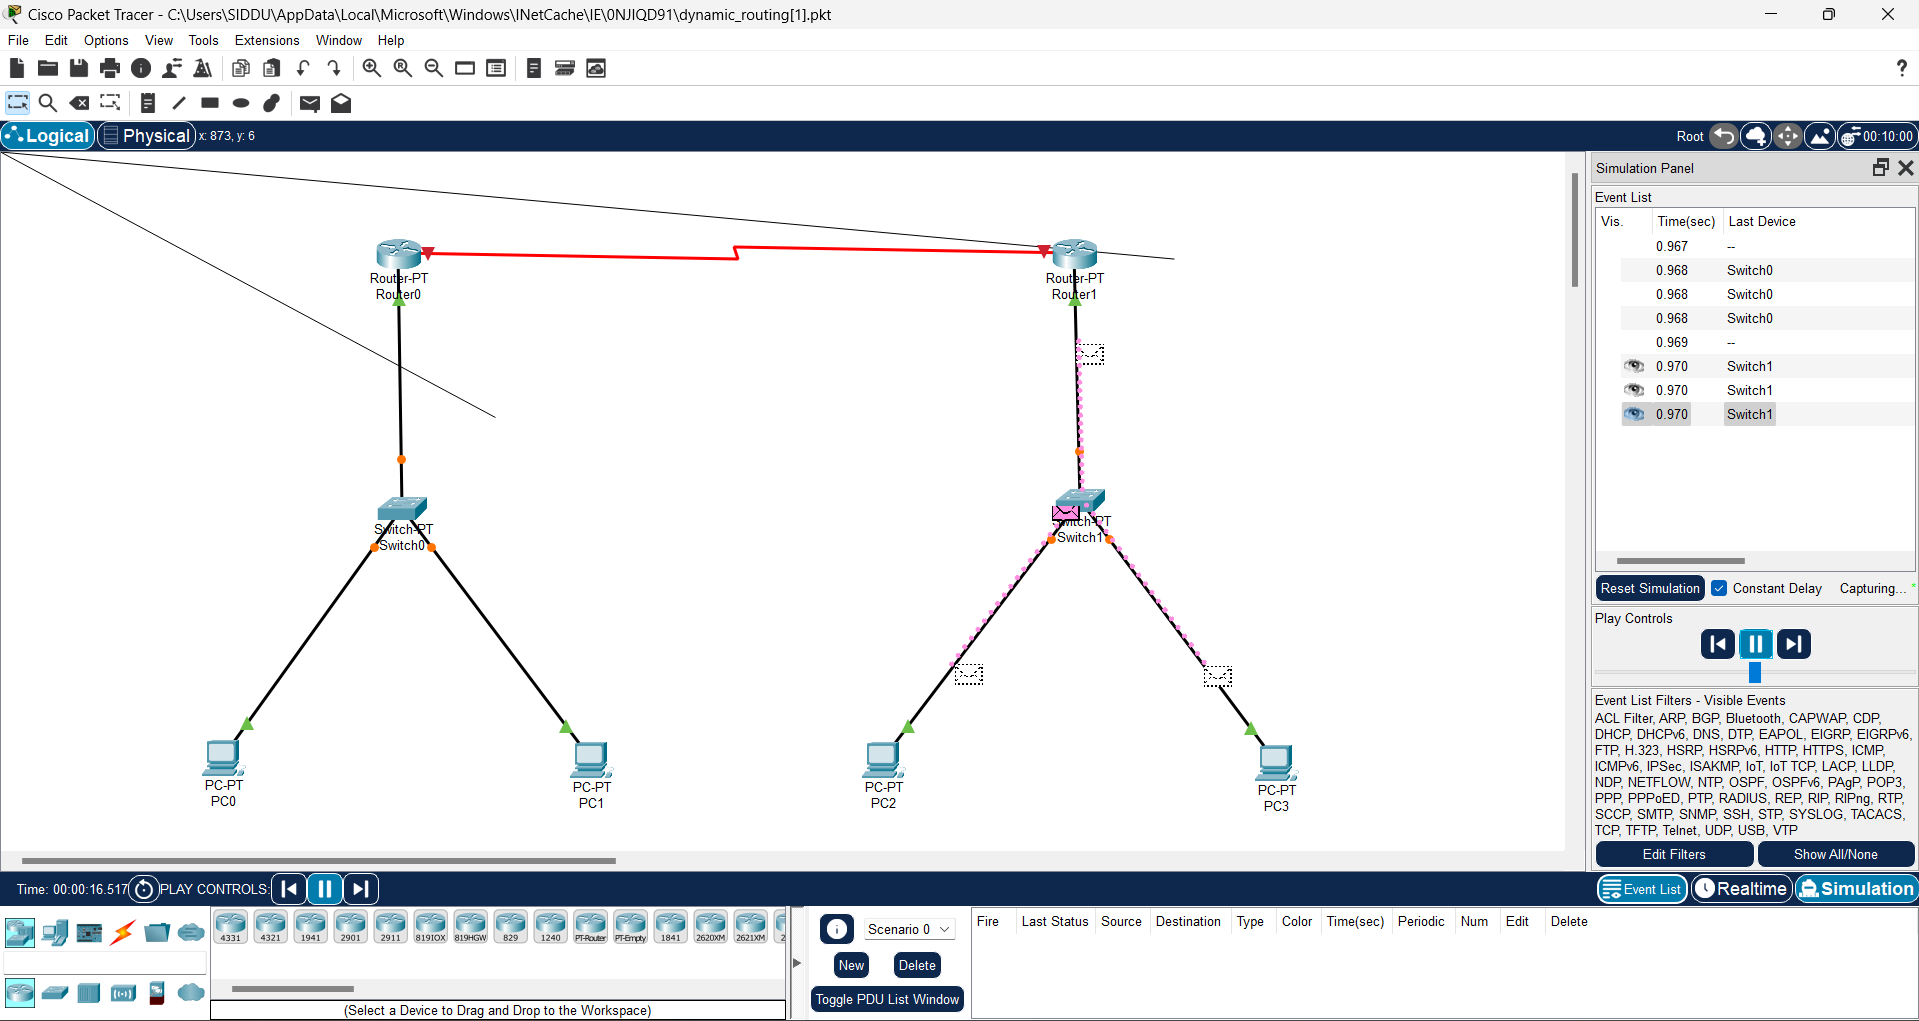 Cisco Packet Tracer - C:\Users\SIDDU\AppData\Local\Microsoft\Windows\INetCache\IE\0NJIQD91\dynamic_routing[1].pkt
File Edit Options View Tools Extensions Window Help
Logical Physical x: 873, y: 6
Root 00:10:00
Simulation Panel
Event List
Vis. Time(sec) Last Device
0.967 --
0.968 Switch0
0.968 Switch0
0.968 Switch0
0.969 --
0.970 Switch1
0.970 Switch1
0.970 Switch1
Reset Simulation Constant Delay Capturing...
Play Controls
Event List Filters - Visible Events
ACL Filter, ARP, BGP, Bluetooth, CAPWAP, CDP,
DHCP, DHCPv6, DNS, DTP, EAPOL, EIGRP, EIGRPv6,
FTP, H.323, HSRP, HSRPv6, HTTP, HTTPS, ICMP,
ICMPv6, IPSec, ISAKMP, IoT, IoT TCP, LACP, LLDP,
NDP, NETFLOW, NTP, OSPF, OSPFv6, PAgP, POP3,
PPP, PPPoED, PTP, RADIUS, REP, RIP, RIPng, RTP,
SCCP, SMTP, SNMP, SSH, STP, SYSLOG, TACACS,
TCP, TFTP, Telnet, UDP, USB, VTP
Edit Filters Show All/None
Router-PT
Router0
Router-PT
Router1
Switch-PT
Switch0
Switch-PT
Switch1
PC-PT
PC0
PC-PT
PC1
PC-PT
PC2
PC-PT
PC3
Time: 00:00:16.517 PLAY CONTROLS:
Event List Realtime Simulation
4331 4321 1941 2901 2911 819IOX 819HGW 829 1240 PT-Router PT-Empty 1841 2620XM 2621XM 2
(Select a Device to Drag and Drop to the Workspace)
Scenario 0
New Delete
Toggle PDU List Window
Fire Last Status Source Destination Type Color Time(sec) Periodic Num Edit Delete